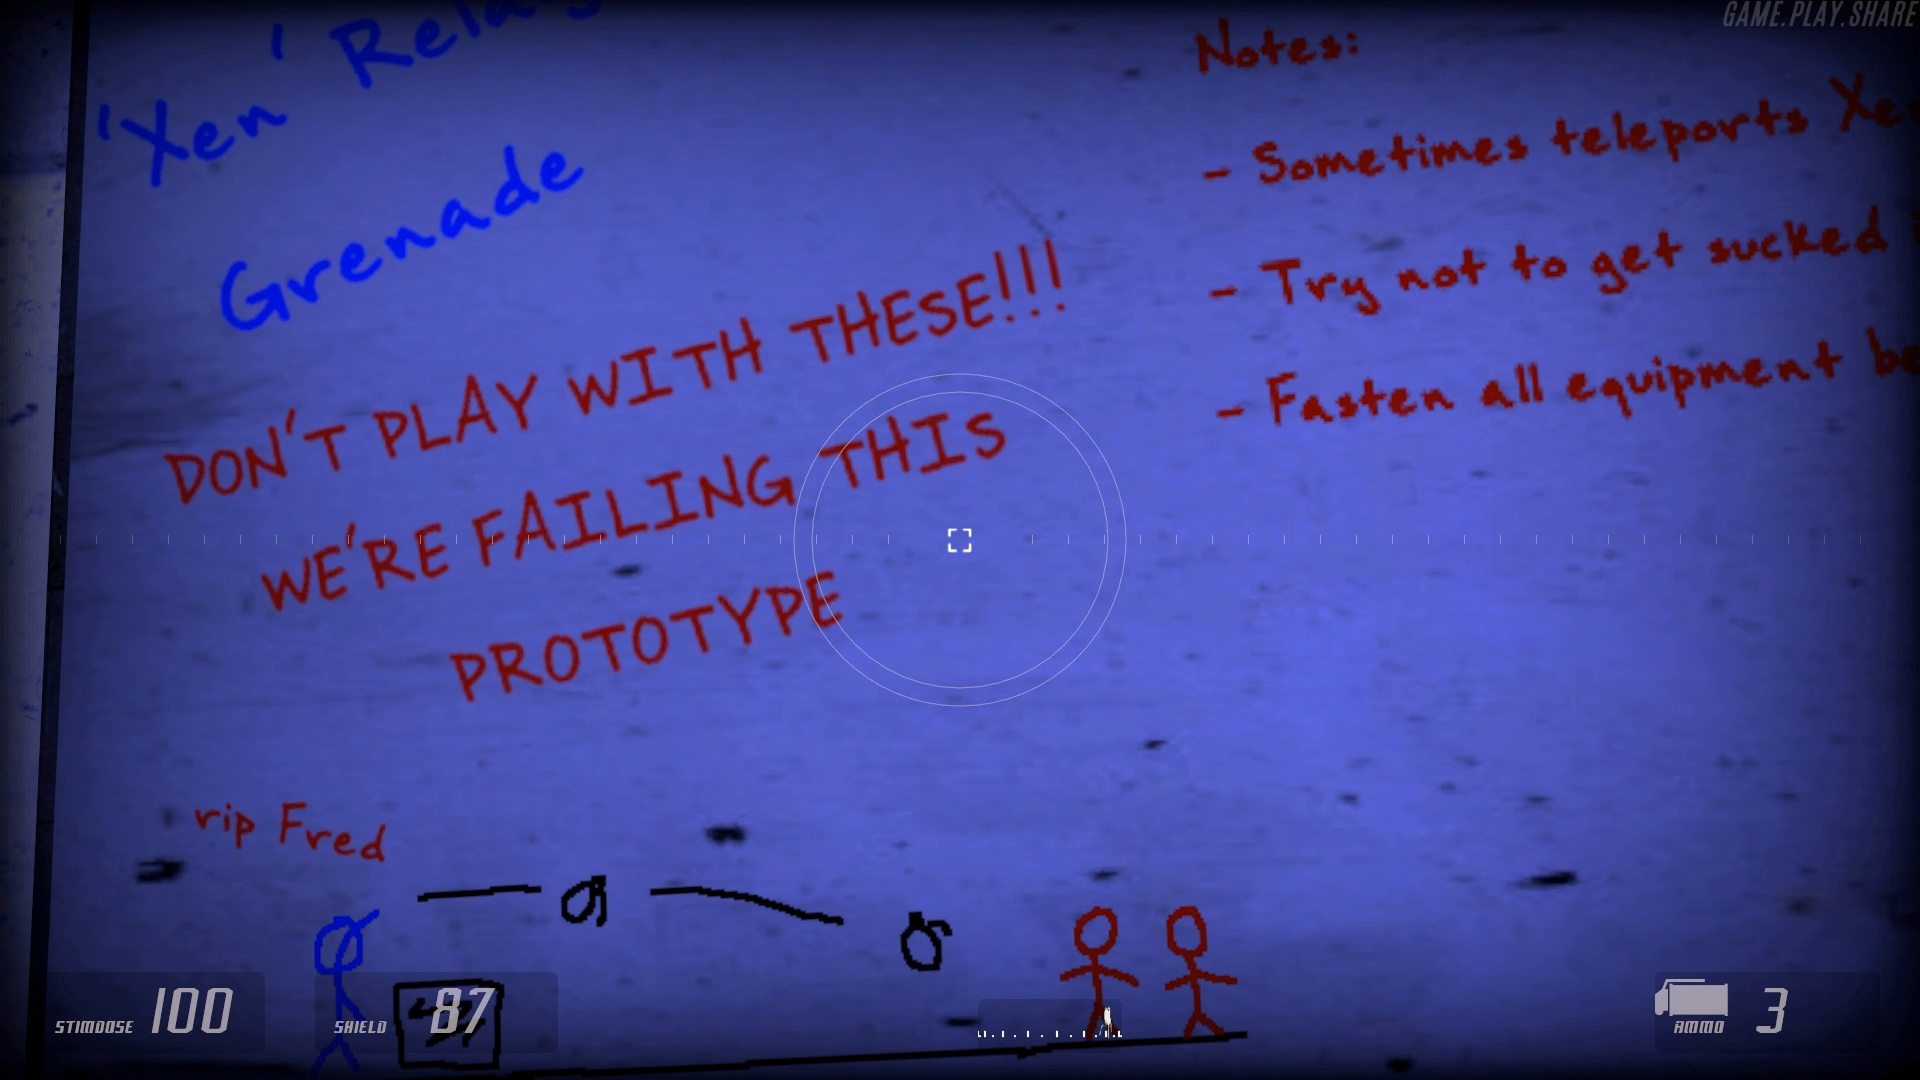 GAME.PLAY.SHARE
'Xen'
Grenade
DON'T PLAY WITH THESE!!!
WE'RE FAILING THIS
PROTOTYPE
rip Fred
Notes:
- Sometimes teleports
- Try not to get sucked
- Fasten all equipment
STIMDOSE 100
SHIELD 87
AMMO 3